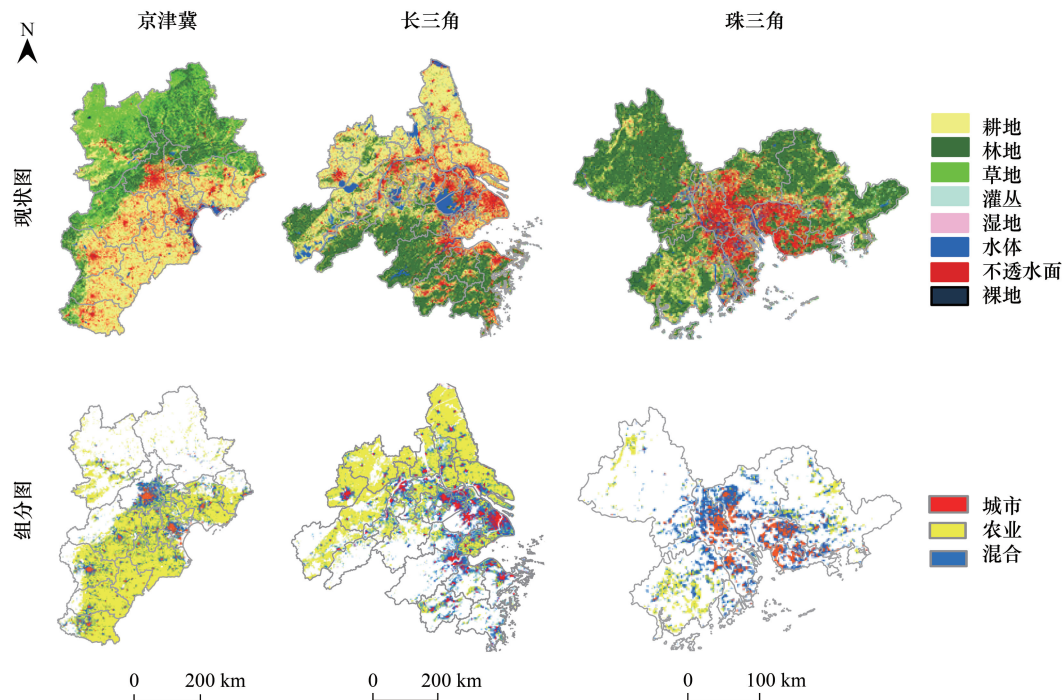 京津冀
长三角
珠三角
N
现状图
耕地
林地
草地
灌丛
湿地
水体
不透水面
裸地
组分图
城市
农业
混合
0 200 km
0 200 km
0 100 km